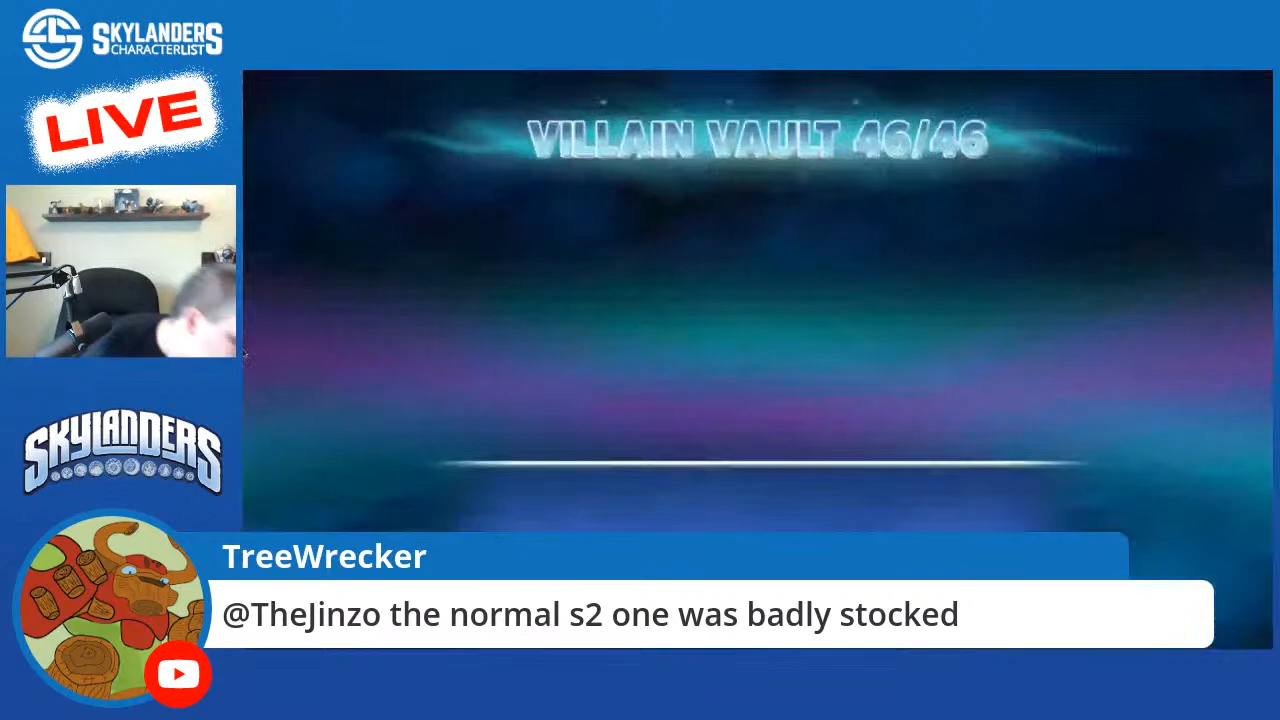 SKYLANDERS
CHARACTERLIST
LIVE
VILLAIN VAULT 46/46
SKYLANDERS
TreeWrecker
@TheJinzo the normal s2 one was badly stocked